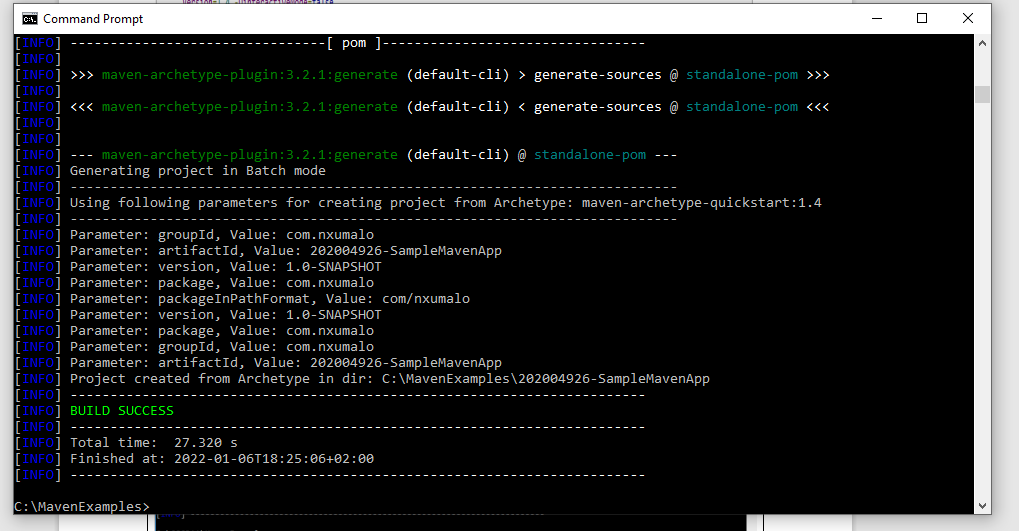 version=1.4 -DinteractiveMode=false
Command Prompt
[INFO] --------------------------------[ pom ]---------------------------------
[INFO]
[INFO] >>> maven-archetype-plugin:3.2.1:generate (default-cli) > generate-sources @ standalone-pom >>>
[INFO]
[INFO] <<< maven-archetype-plugin:3.2.1:generate (default-cli) < generate-sources @ standalone-pom <<<
[INFO]
[INFO]
[INFO] --- maven-archetype-plugin:3.2.1:generate (default-cli) @ standalone-pom ---
[INFO] Generating project in Batch mode
[INFO] ----------------------------------------------------------------------------
[INFO] Using following parameters for creating project from Archetype: maven-archetype-quickstart:1.4
[INFO] ----------------------------------------------------------------------------
[INFO] Parameter: groupId, Value: com.nxumalo
[INFO] Parameter: artifactId, Value: 202004926-SampleMavenApp
[INFO] Parameter: version, Value: 1.0-SNAPSHOT
[INFO] Parameter: package, Value: com.nxumalo
[INFO] Parameter: packageInPathFormat, Value: com/nxumalo
[INFO] Parameter: version, Value: 1.0-SNAPSHOT
[INFO] Parameter: package, Value: com.nxumalo
[INFO] Parameter: groupId, Value: com.nxumalo
[INFO] Parameter: artifactId, Value: 202004926-SampleMavenApp
[INFO] Project created from Archetype in dir: C:\MavenExamples\202004926-SampleMavenApp
[INFO] ------------------------------------------------------------------------
[INFO] BUILD SUCCESS
[INFO] ------------------------------------------------------------------------
[INFO] Total time:  27.320 s
[INFO] Finished at: 2022-01-06T18:25:06+02:00
[INFO] ------------------------------------------------------------------------
C:\MavenExamples>